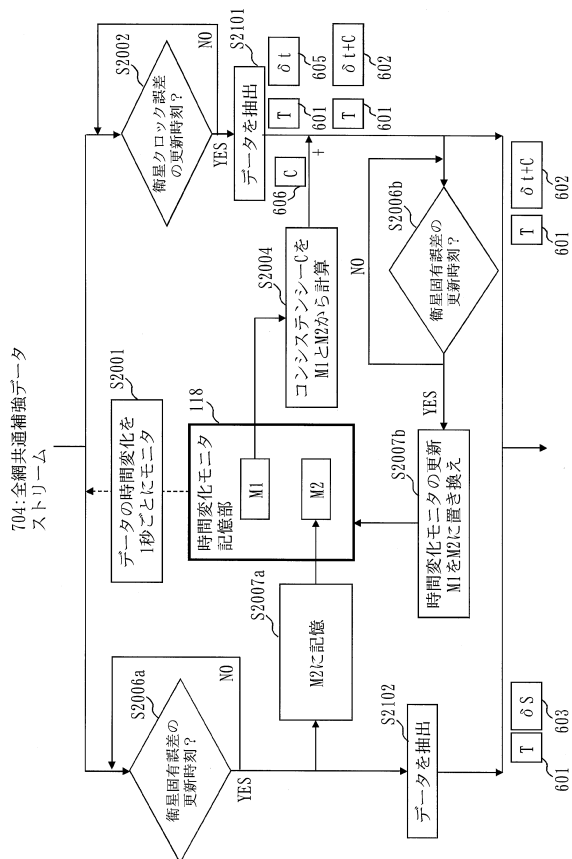 704:全網共通補強データ
ストリーム
S2006a
衛星固有誤差の
更新時刻?
NO
YES
S2102
データを抽出
T
δS
601
603
S2007a
M2に記憶
S2001
データの時間変化を
1秒ごとにモニタ
118
時間変化モニタ
記憶部
M1
M2
S2007b
時間変化モニタの更新
M1をM2に置き換え
S2004
コンシステンシーCを
M1とM2から計算
606
C
+
S2002
衛星クロック誤差
の更新時刻?
NO
YES
S2101
データを抽出
T
δt
601
605
T
δt+C
601
602
S2006b
衛星固有誤差の
更新時刻?
NO
YES
T
δt+C
601
602